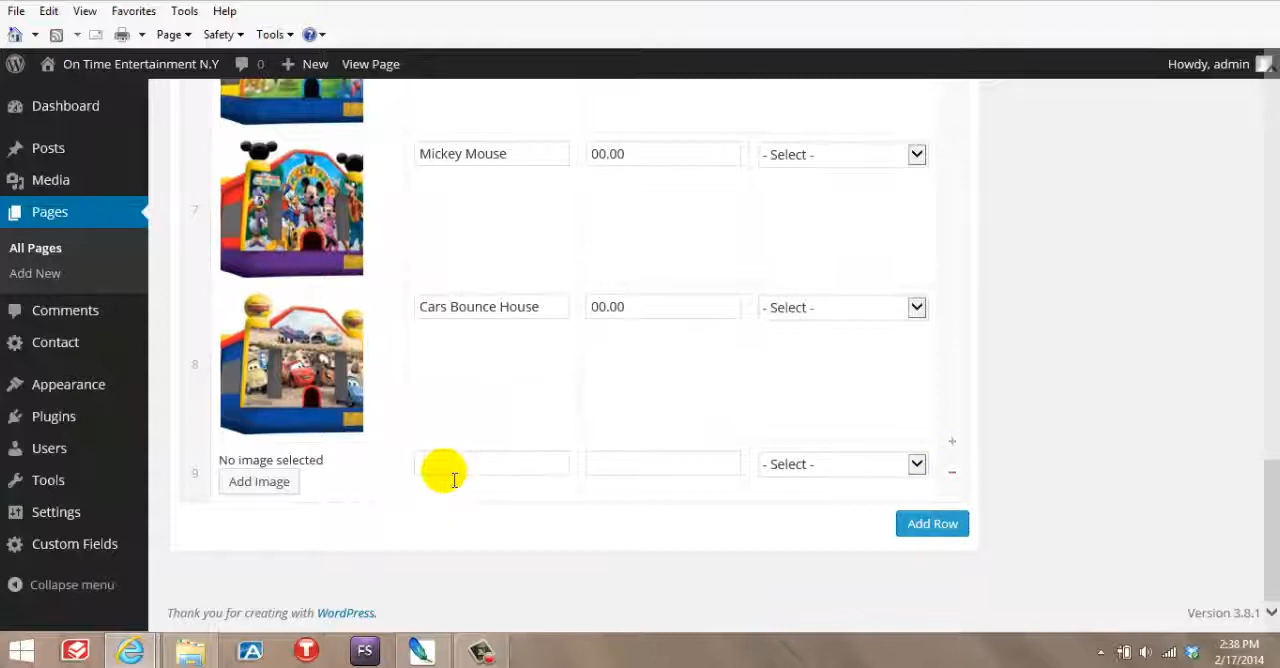 File Edit View Favorites Tools Help
Page Safety Tools
On Time Entertainment N.Y 0 New View Page Howdy, admin
Dashboard
Posts
Media
Pages
All Pages
Add New
Comments
Contact
Appearance
Plugins
Users
Tools
Settings
Custom Fields
Collapse menu
7 Mickey Mouse 00.00 - Select -
8 Cars Bounce House 00.00 - Select -
9 No image selected - Select -
Add Image
+
−
Add Row
Thank you for creating with WordPress. Version 3.8.1
FS
2:38 PM
2/17/2014